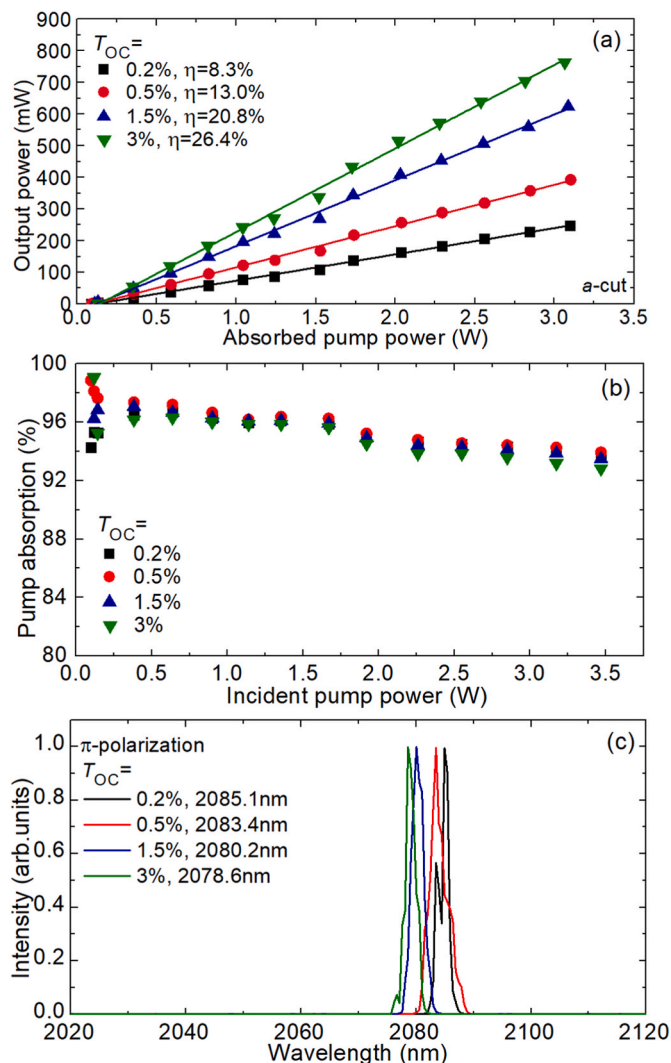 900
800
700
600
500
400
300
200
100
0
Output power (mW)
(a)
T_OC=
0.2%, η=8.3%
0.5%, η=13.0%
1.5%, η=20.8%
3%, η=26.4%
a-cut
0.0 0.5 1.0 1.5 2.0 2.5 3.0 3.5
Absorbed pump power (W)
100
96
92
88
84
80
Pump absorption (%)
(b)
T_OC=
0.2%
0.5%
1.5%
3%
0.0 0.5 1.0 1.5 2.0 2.5 3.0 3.5
Incident pump power (W)
1.0
0.8
0.6
0.4
0.2
0.0
Intensity (arb.units)
(c)
π-polarization
T_OC=
0.2%, 2085.1nm
0.5%, 2083.4nm
1.5%, 2080.2nm
3%, 2078.6nm
2020 2040 2060 2080 2100 2120
Wavelength (nm)